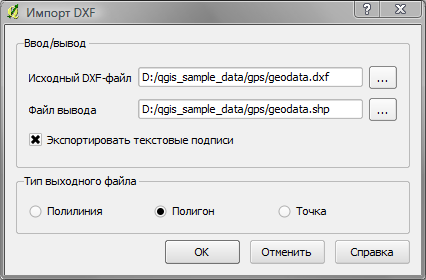 Импорт DXF
Ввод/вывод
Исходный DXF-файл D:/qgis_sample_data/gps/geodata.dxf ...
Файл вывода D:/qgis_sample_data/gps/geodata.shp ...
Экспортировать текстовые подписи
Тип выходного файла
Полилиния Полигон Точка
OK Отменить Справка